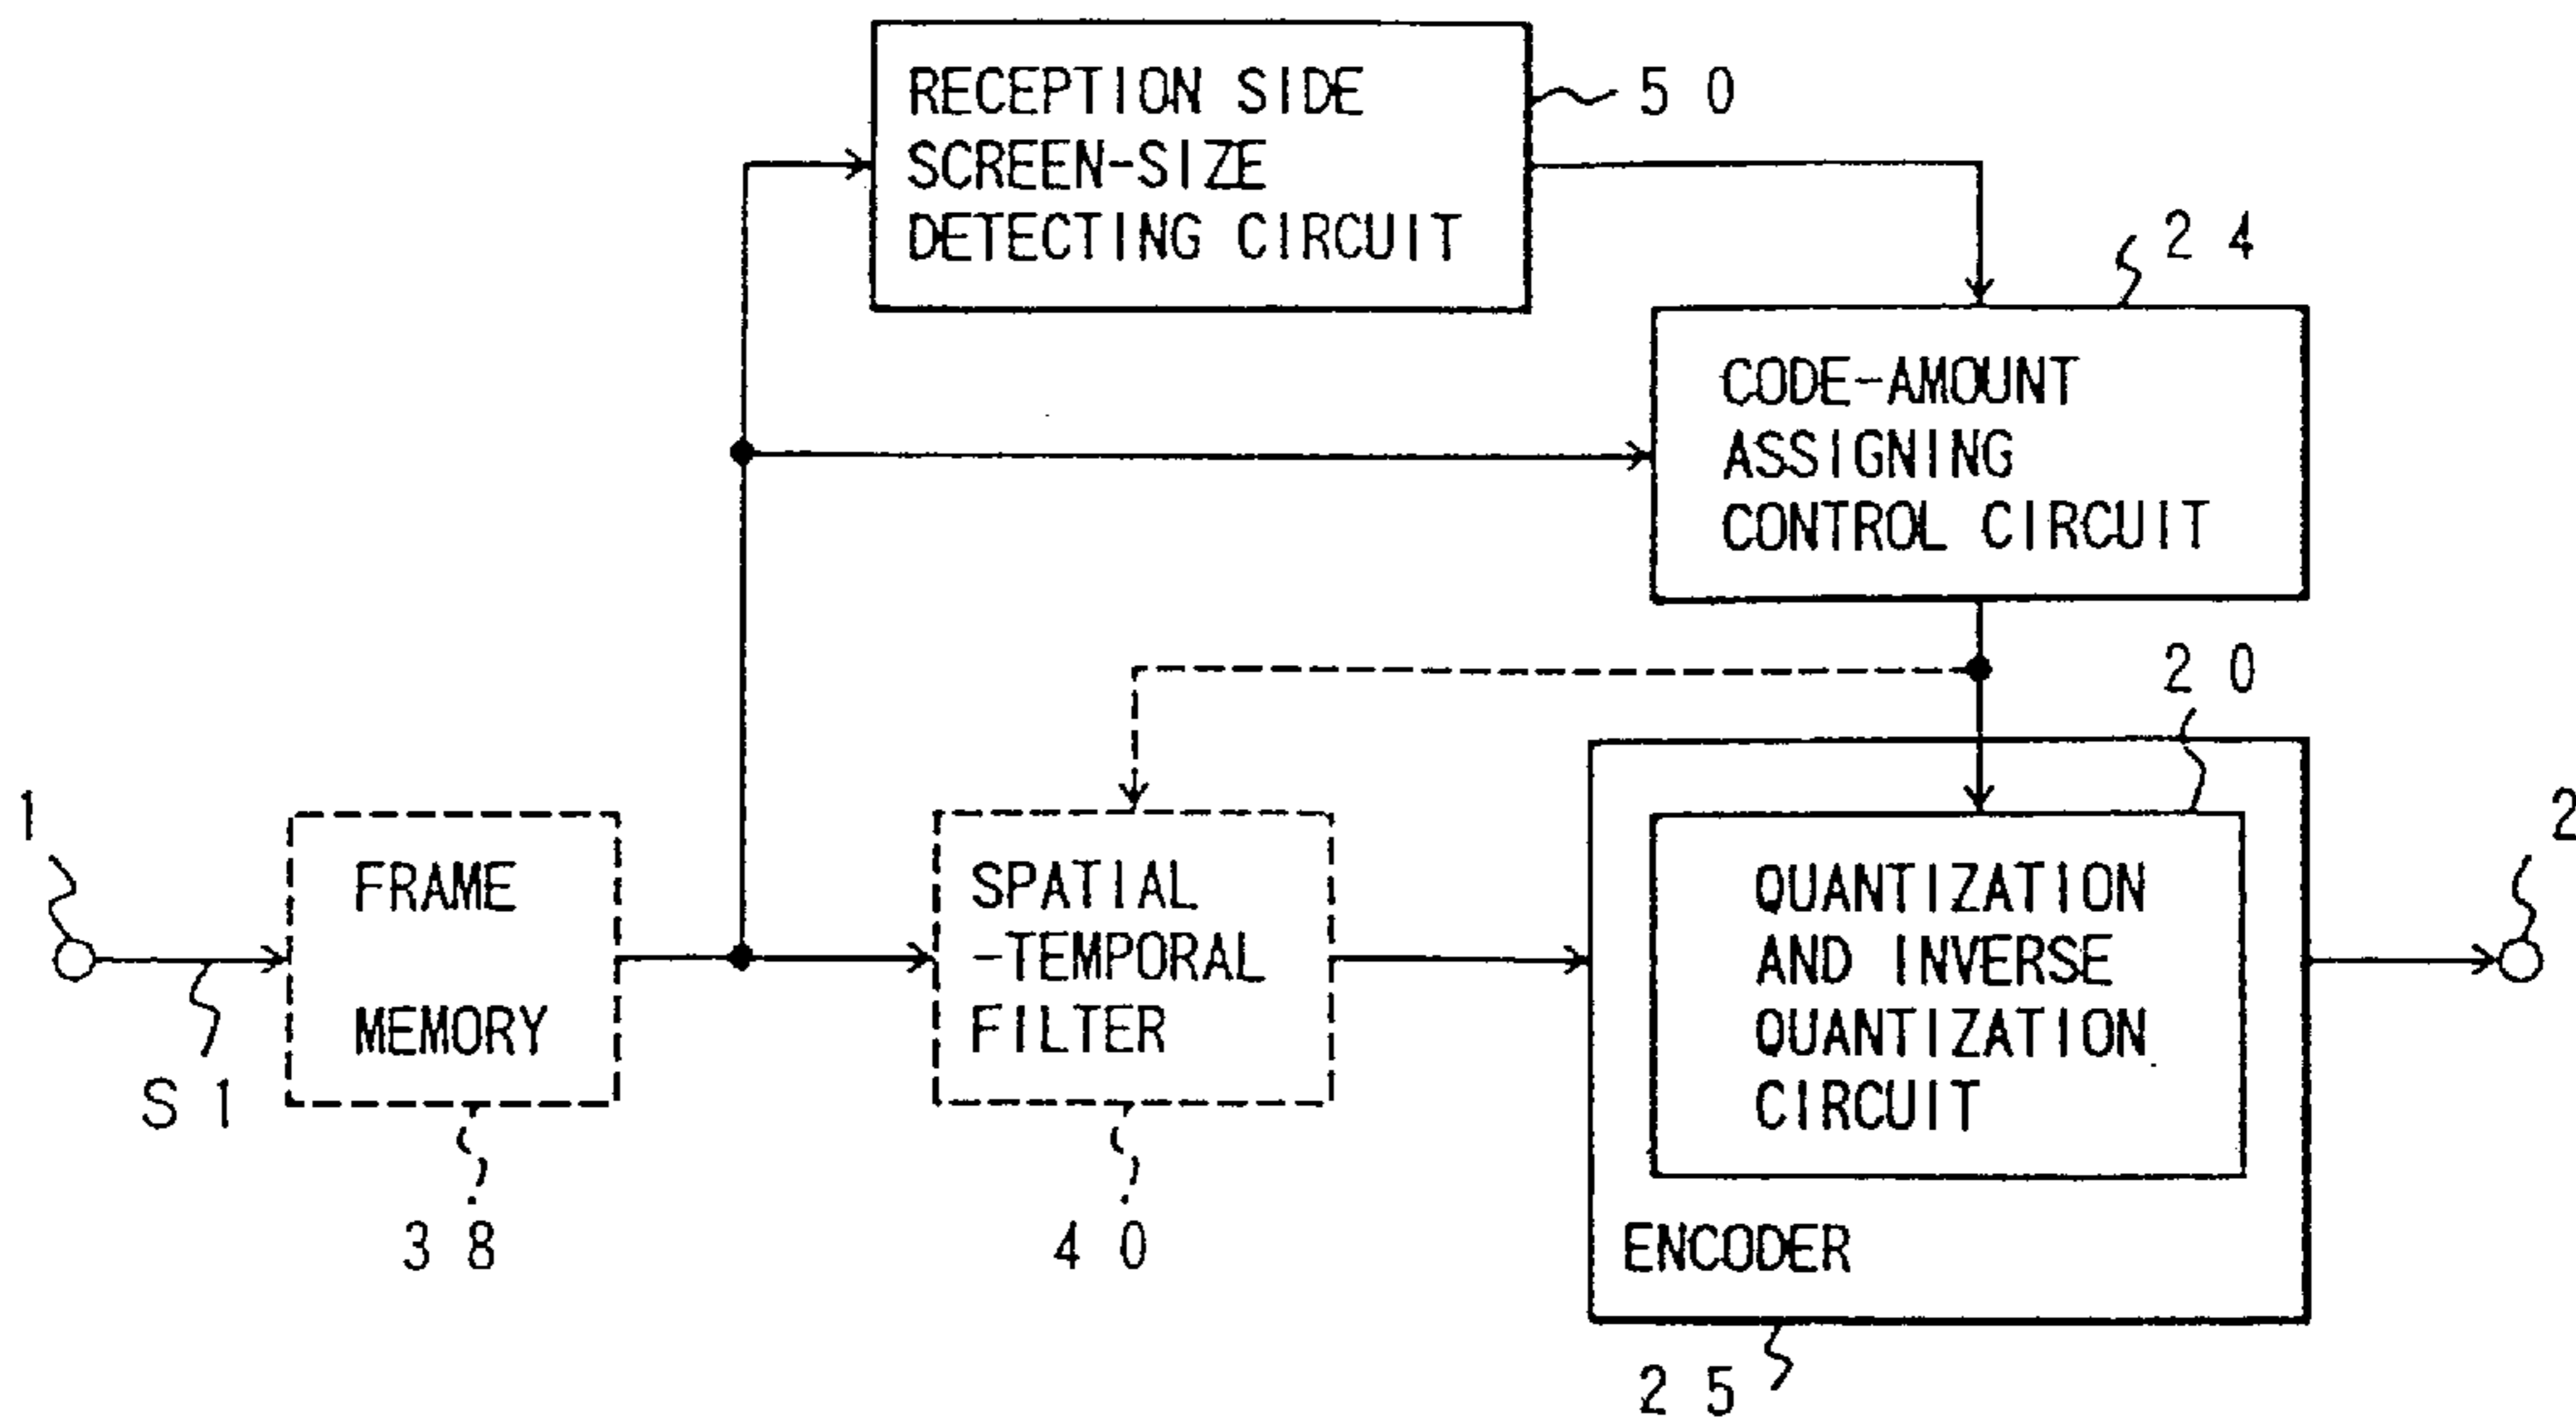 RECEPTION SIDE
SCREEN-SIZE
DETECTING CIRCUIT
50
24
CODE-AMOUNT
ASSIGNING
CONTROL CIRCUIT
20
1
2
FRAME
MEMORY
S1
38
SPATIAL
-TEMPORAL
FILTER
40
QUANTIZATION
AND INVERSE
QUANTIZATION
CIRCUIT
ENCODER
25